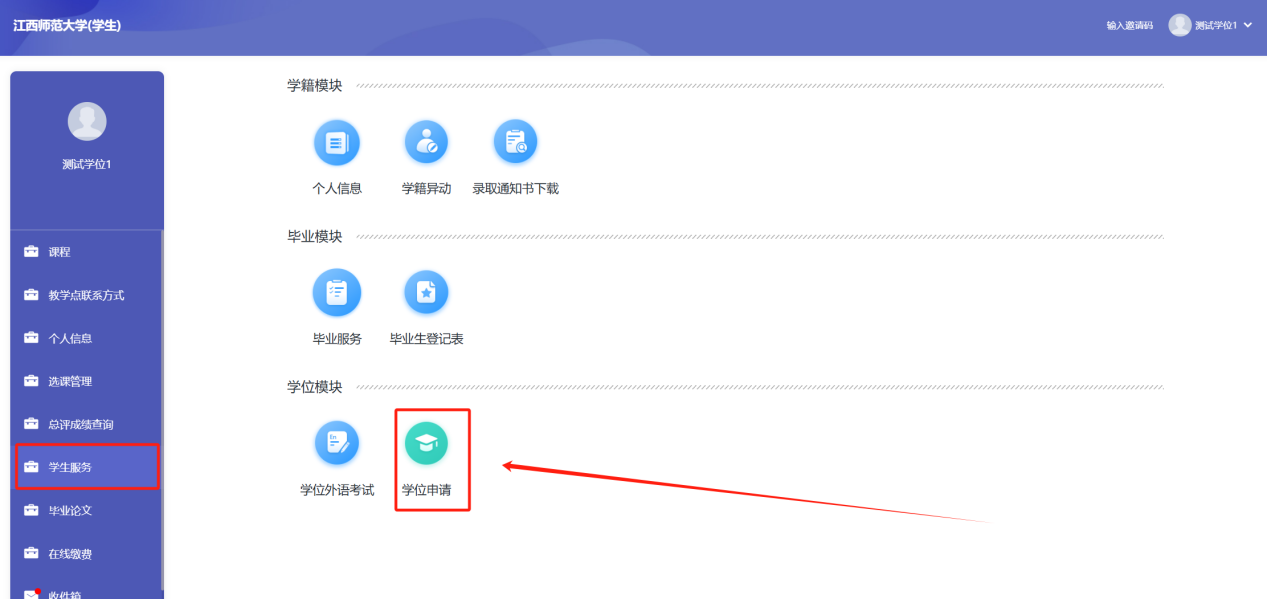 江西师范大学(学生)
输入邀请码
测试学位1
测试学位1
课程
教学点联系方式
个人信息
选课管理
总评成绩查询
学生服务
毕业论文
在线缴费
收件箱
学籍模块
个人信息
学籍异动
录取通知书下载
毕业模块
毕业服务
毕业生登记表
学位模块
En
学位外语考试
学位申请